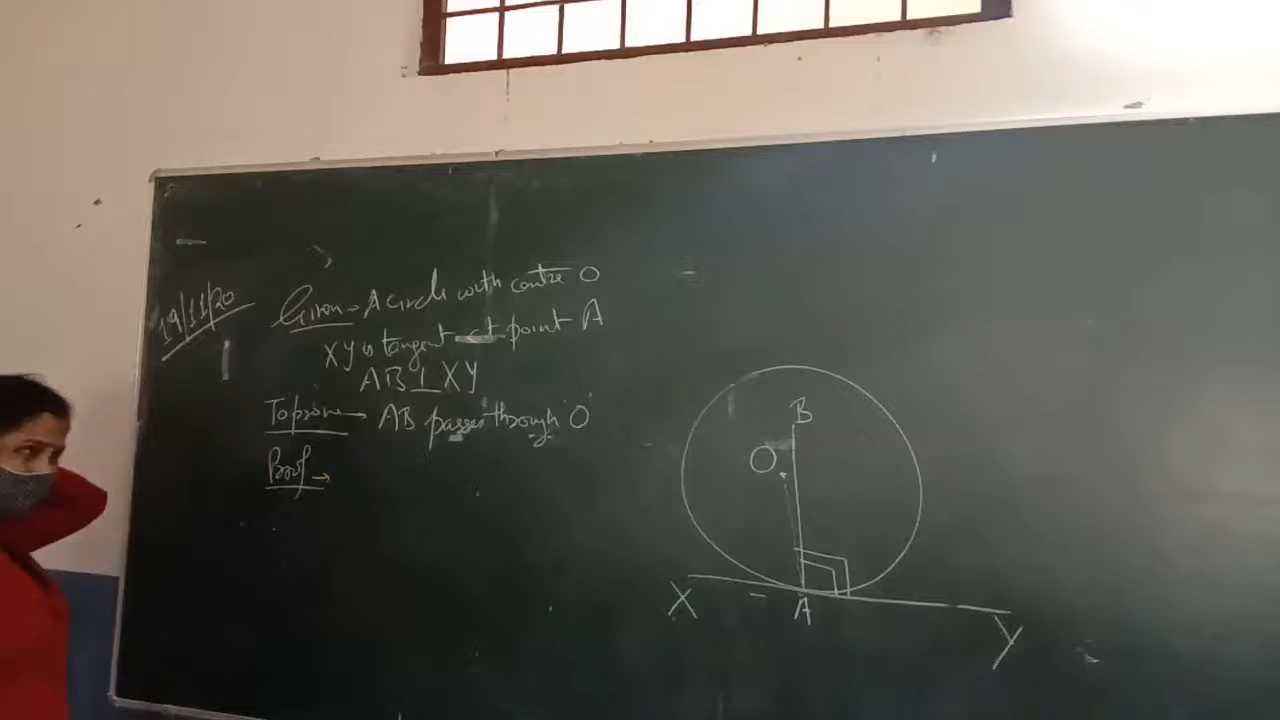 19/11/20
Given → A Circle with centre O
XY is tangent at point A
AB ⊥ XY
To prove → AB passes through 'O'
Proof →
B
O
X
A
Y